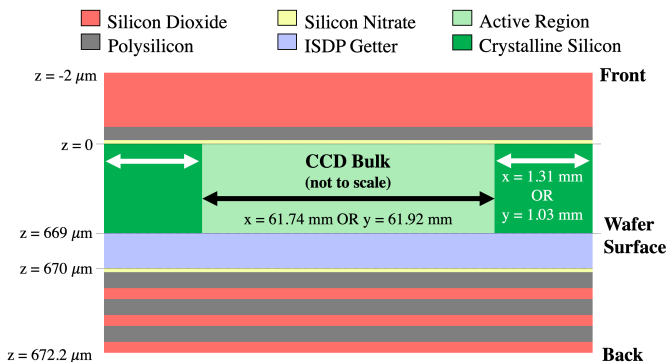 Silicon Dioxide
Silicon Nitrate
Active Region
Polysilicon
ISDP Getter
Crystalline Silicon
z = -2 μm
Front
z = 0
CCD Bulk
(not to scale)
x = 1.31 mm
OR
y = 1.03 mm
x = 61.74 mm OR y = 61.92 mm
z = 669 μm
Wafer
Surface
z = 670 μm
z = 672.2 μm
Back